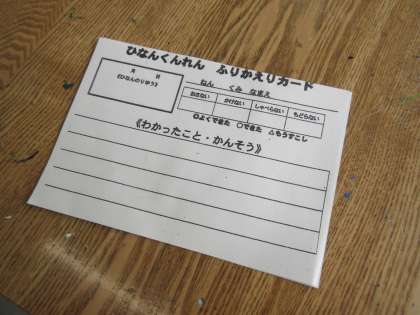 ひなんくんれん ふりかえりカード
月 日
《ひなんのりゆう》
ねん くみ なまえ
おさない かけない しゃべらない もどらない
◎よくできた ○できた △もうすこし
《わかったこと・かんそう》